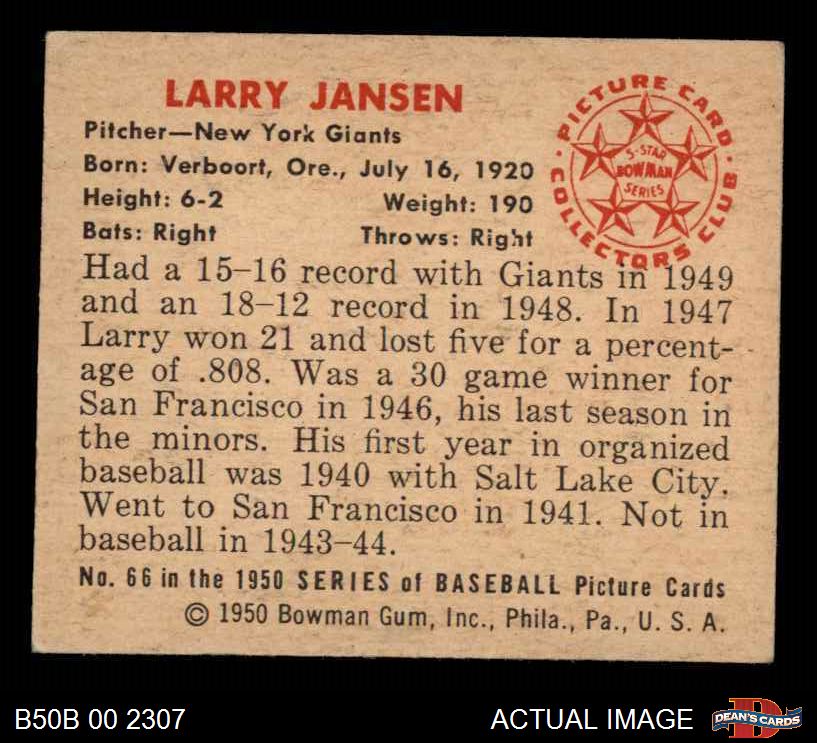 LARRY JANSEN
Pitcher—New York Giants
Born: Verboort, Ore., July 16, 1920
Height: 6-2 Weight: 190
Bats: Right Throws: Right
PICTURE CARD COLLECTORS CLUB
5-STAR
BOWMAN
SERIES
Had a 15–16 record with Giants in 1949
and an 18–12 record in 1948. In 1947
Larry won 21 and lost five for a percent-
age of .808. Was a 30 game winner for
San Francisco in 1946, his last season in
the minors. His first year in organized
baseball was 1940 with Salt Lake City.
Went to San Francisco in 1941. Not in
baseball in 1943–44.
No. 66 in the 1950 SERIES of BASEBALL Picture Cards
© 1950 Bowman Gum, Inc., Phila., Pa., U. S. A.
B50B 00 2307 ACTUAL IMAGE
D
DEAN'S CARDS